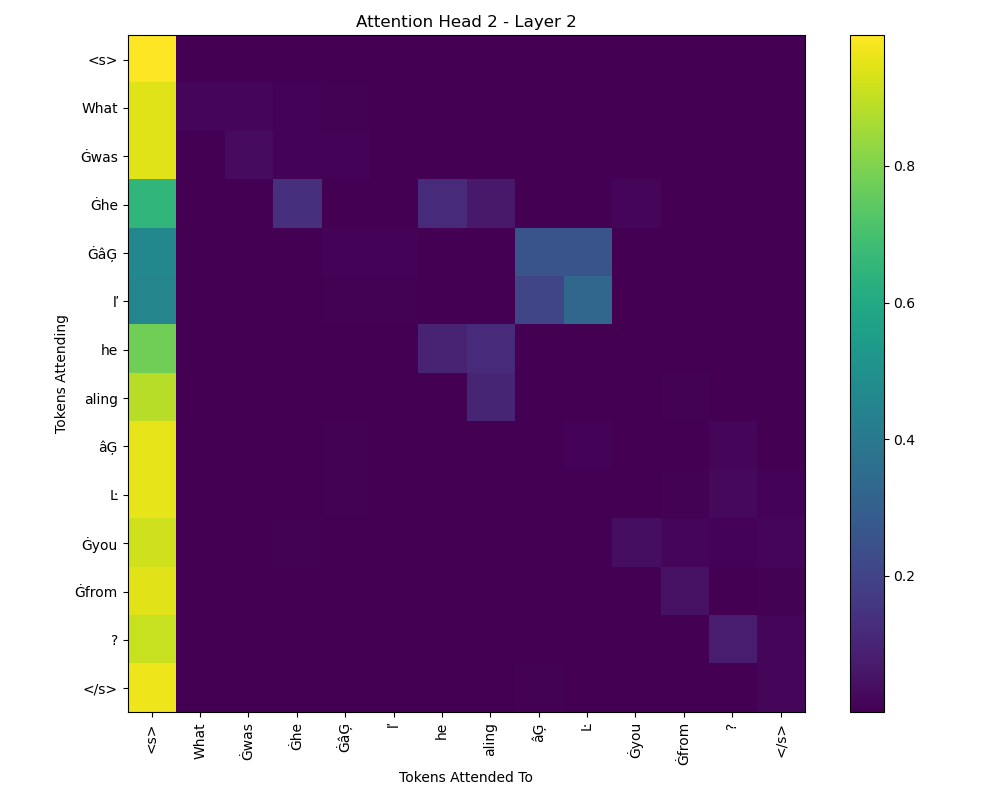 Attention Head 2 - Layer 2
Tokens Attending
<s>
What
Ġwas
Ġhe
ĠâĢ
ľ
he
aling
âĢ
Ŀ
Ġyou
Ġfrom
?
</s>
<s>
What
Ġwas
Ġhe
ĠâĢ
ľ
he
aling
âĢ
Ŀ
Ġyou
Ġfrom
?
</s>
Tokens Attended To
0.8
0.6
0.4
0.2